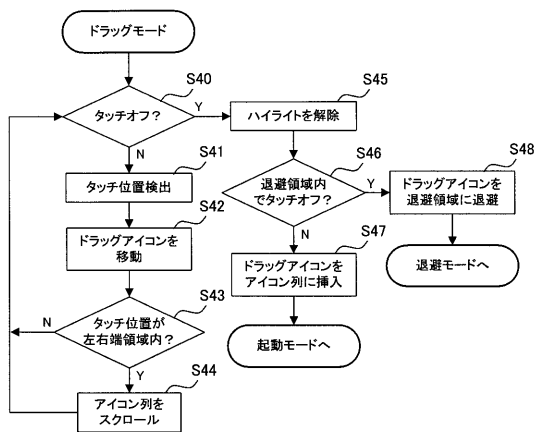 ドラッグモード
S40
タッチオフ？
Y
N
S41
タッチ位置検出
S42
ドラッグアイコンを
移動
S43
タッチ位置が
左右端領域内？
N
Y
S44
アイコン列を
スクロール
S45
ハイライトを解除
S46
退避領域内
でタッチオフ？
Y
N
S47
ドラッグアイコンを
アイコン列に挿入
起動モードへ
S48
ドラッグアイコンを
退避領域に退避
退避モードへ